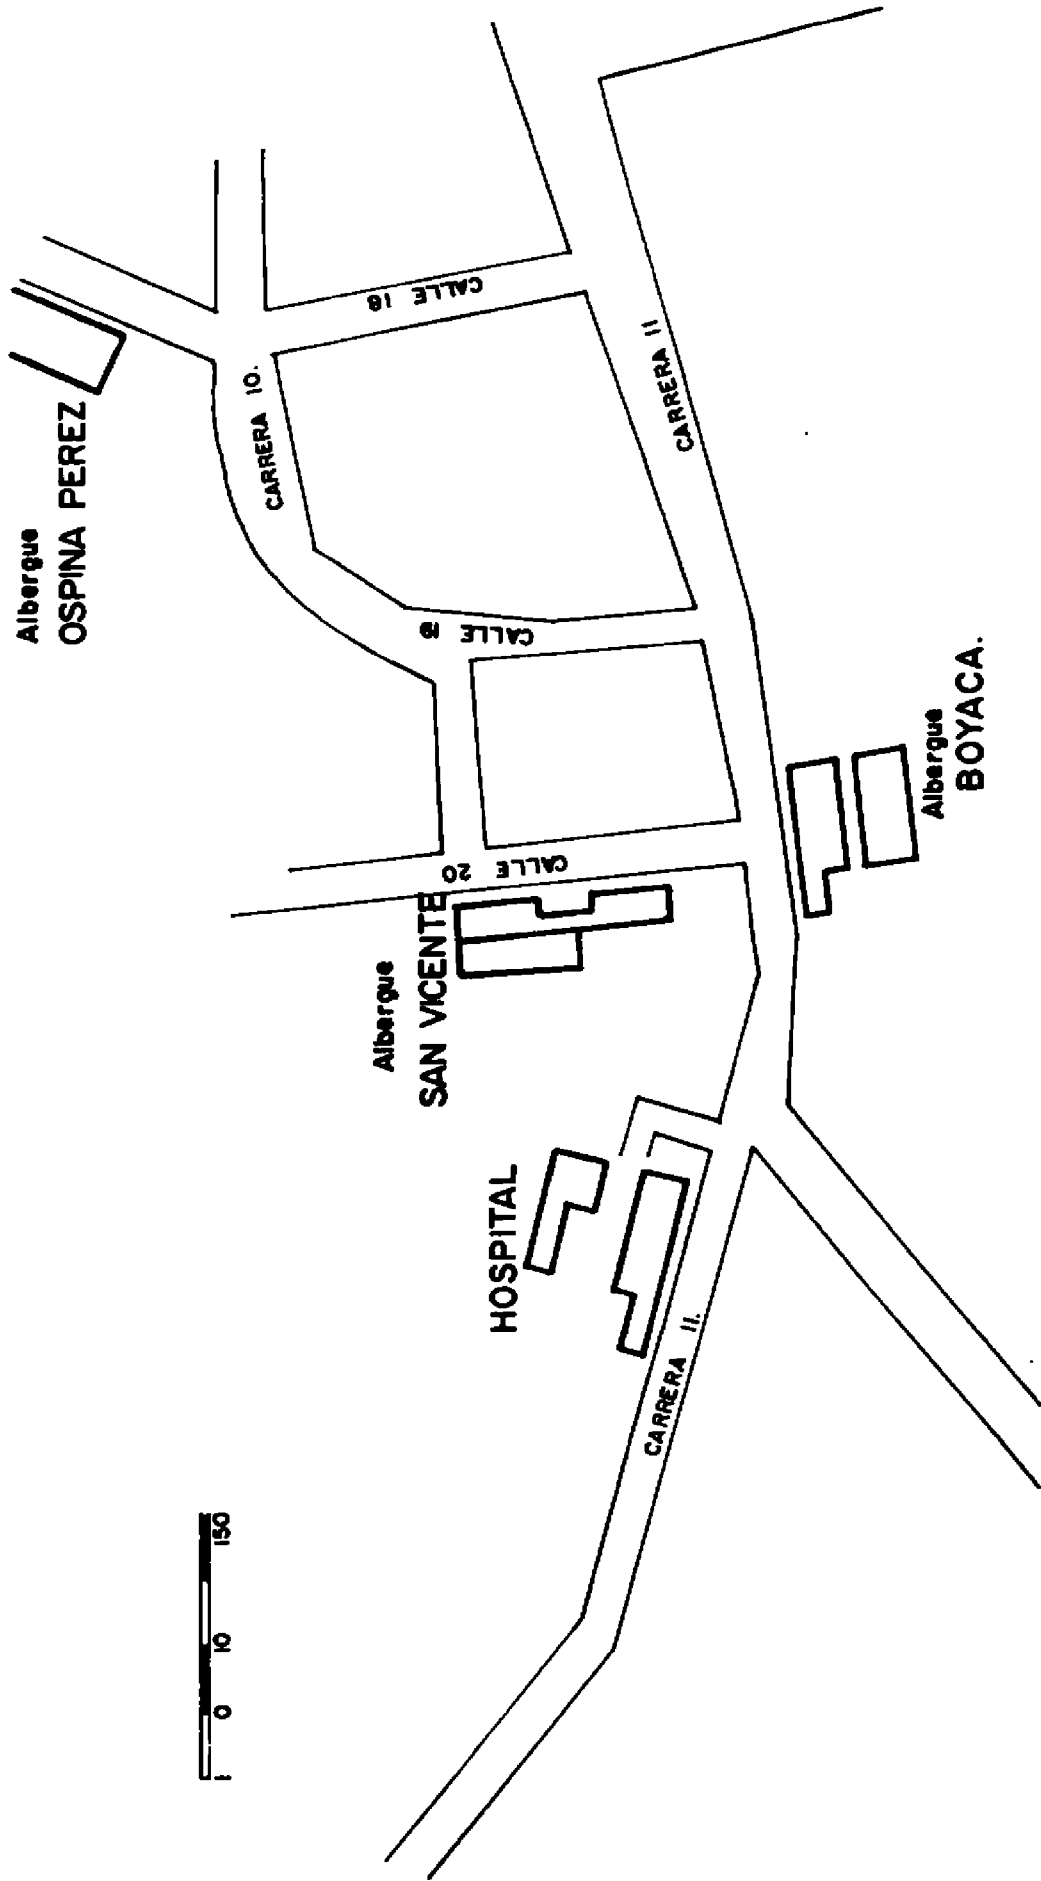 Albergue
OSPINA PEREZ
CARRERA 10.
CALLE 18
CARRERA 11
CALLE 19
CALLE 20
Albergue
SAN VICENTE
Albergue
BOYACA.
HOSPITAL
CARRERA 11.
1 0 10 150